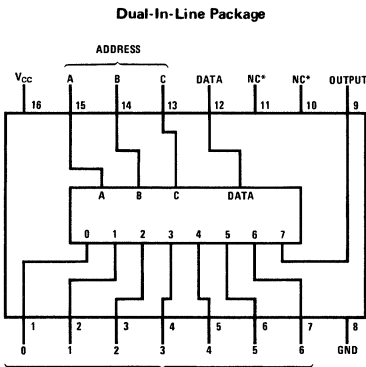 Dual-In-Line Package
ADDRESS
VCC A B C DATA NC* NC* OUTPUT
16 15 14 13 12 11 10 9
A B C DATA
0 1 2 3 4 5 6 7
1 2 3 4 5 6 7 8
0 1 2 3 4 5 6 GND